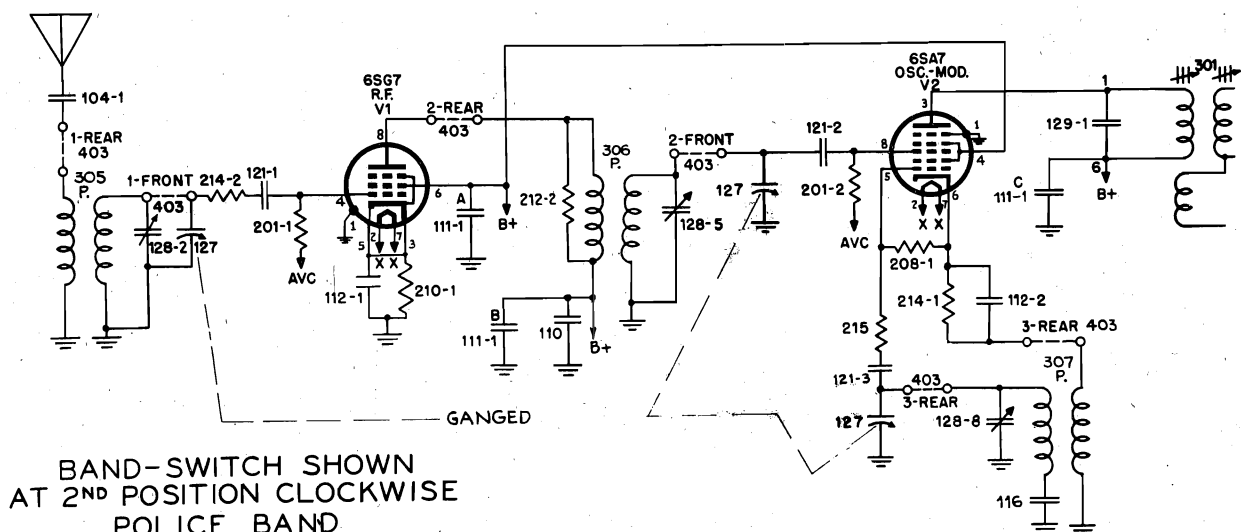 104-1
1-REAR
403
305
P.
1-FRONT
403
214-2
121-1
128-2
127
201-1
AVC
6SG7
R.F.
V1
8
4
1
5
2
7
3
6
X X
112-1
210-1
2-REAR
403
A
111-1
B+
212-2
306
P.
B
111-1
110
B+
2-FRONT
403
128-5
127
121-2
201-2
AVC
6SA7
OSC.-MOD.
V2
3
1
8
5
4
2
7
6
X X
208-1
214-1
112-2
215
121-3
403
3-REAR
127
128-8
3-REAR 403
307
P.
116
1
129-1
6
B+
C
111-1
301
GANGED
BAND-SWITCH SHOWN
AT 2ND POSITION CLOCKWISE
POLICE BAND